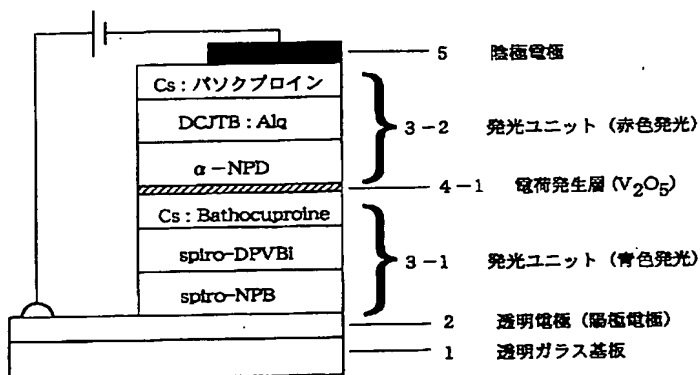 5 陰極電極
Cs：パソクプロイン
DCJTB：Alq
3－2 発光ユニット（赤色発光）
α－NPD
4－1 電荷発生層 (V₂O₅)
Cs：Bathocuproine
spiro-DPVBi
3－1 発光ユニット（青色発光）
spiro-NPB
2 透明電極（陽極電極）
1 透明ガラス基板